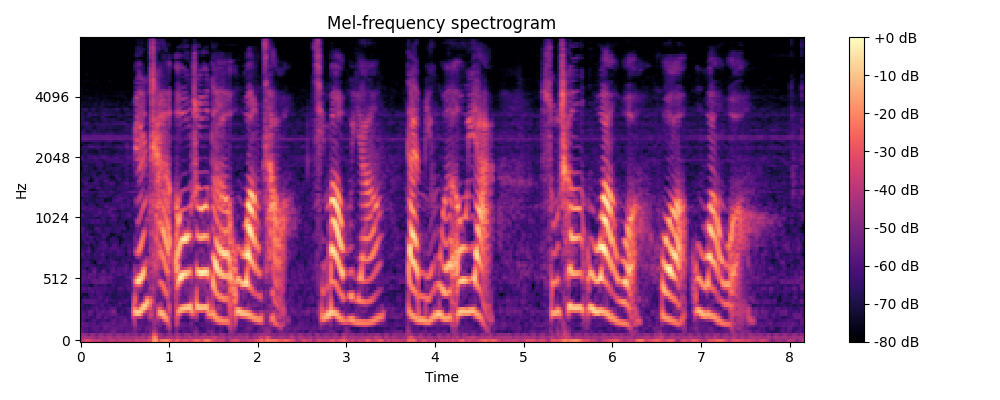 Mel-frequency spectrogram
Hz
4096
2048
1024
512
0
0 1 2 3 4 5 6 7 8
Time
+0 dB
-10 dB
-20 dB
-30 dB
-40 dB
-50 dB
-60 dB
-70 dB
-80 dB